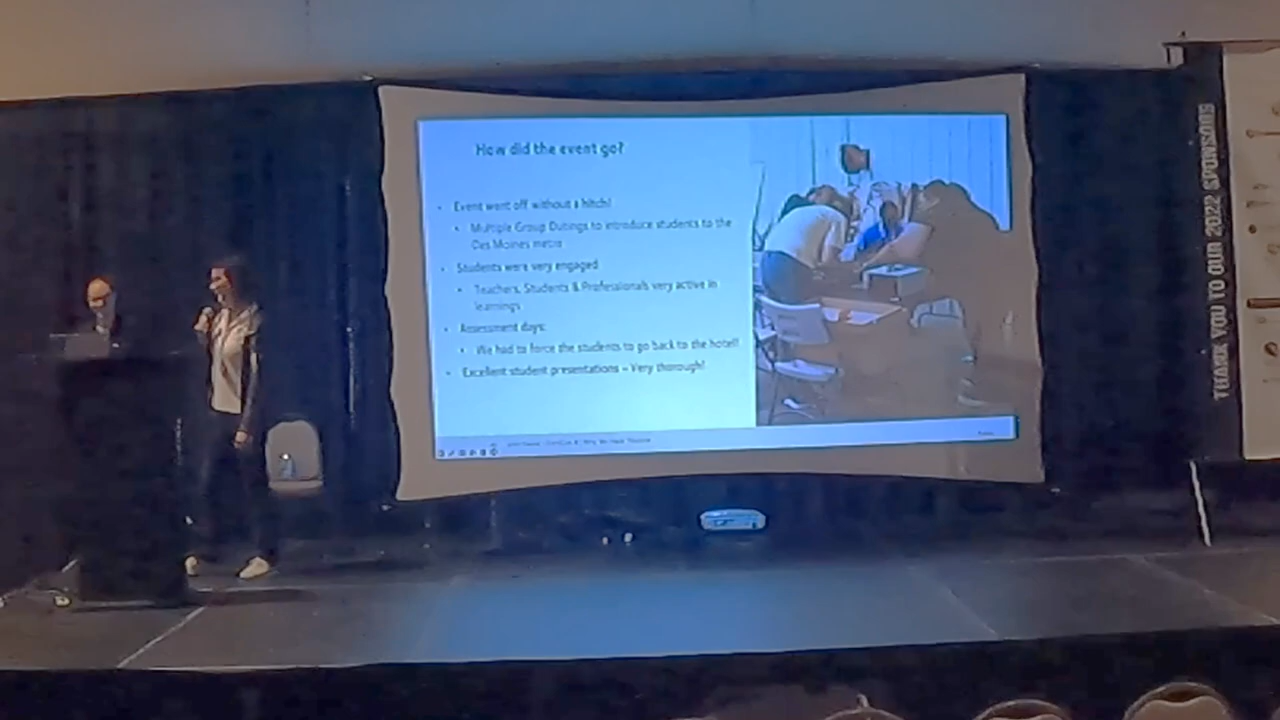 How did the event go?
Event went off without a hitch!
Multiple Group Outings to introduce students to the
Des Moines metro
Students were very engaged
Teachers, Students & Professionals very active in
learnings
Assessment days:
We had to force the students to go back to the hotel!
Excellent student presentations – Very thorough!
THANK YOU TO OUR 2022 SPONSORS